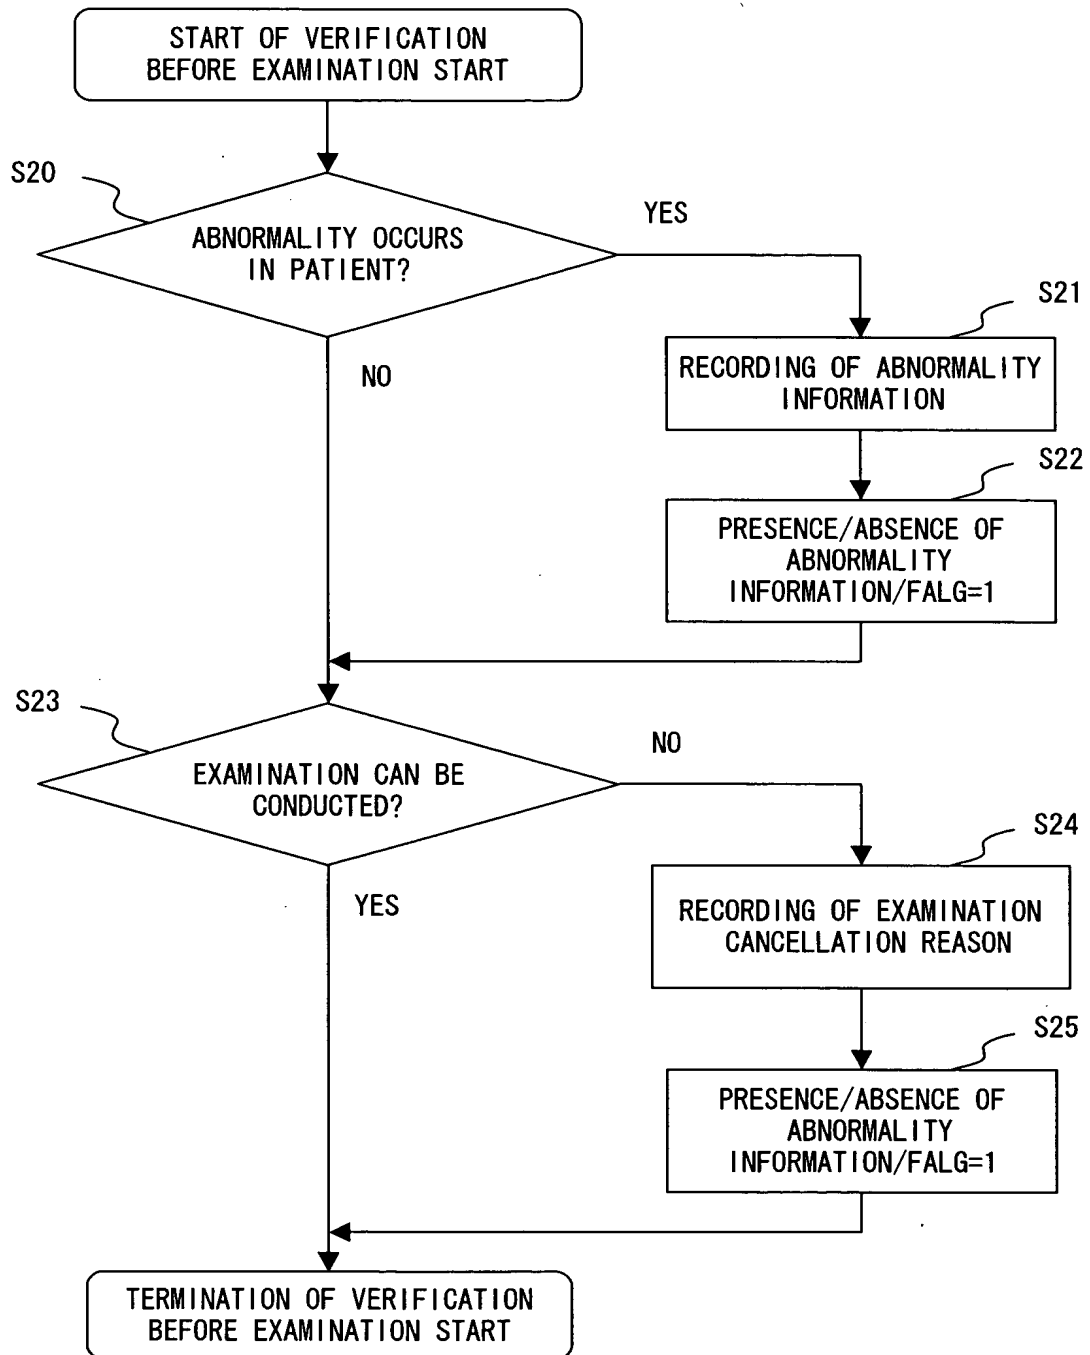 START OF VERIFICATION
BEFORE EXAMINATION START
S20
ABNORMALITY OCCURS
IN PATIENT?
YES
NO
S21
RECORDING OF ABNORMALITY
INFORMATION
S22
PRESENCE/ABSENCE OF
ABNORMALITY
INFORMATION/FALG=1
S23
EXAMINATION CAN BE
CONDUCTED?
NO
YES
S24
RECORDING OF EXAMINATION
CANCELLATION REASON
S25
PRESENCE/ABSENCE OF
ABNORMALITY
INFORMATION/FALG=1
TERMINATION OF VERIFICATION
BEFORE EXAMINATION START